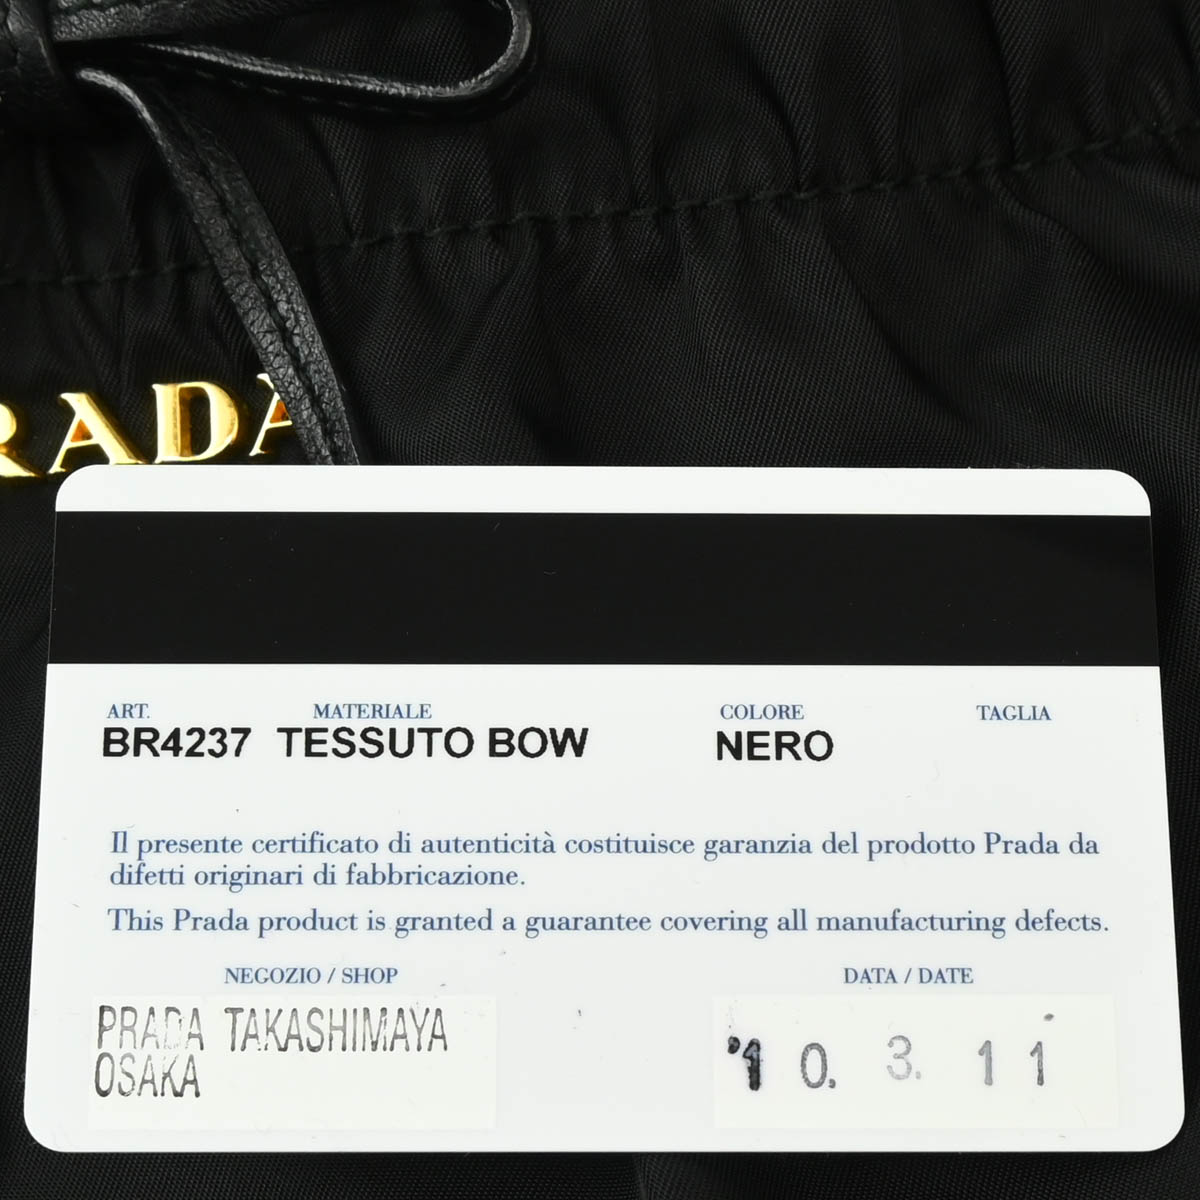 RADA
ART. MATERIALE COLORE TAGLIA
BR4237 TESSUTO BOW NERO
Il presente certificato di autenticità costituisce garanzia del prodotto Prada da
difetti originari di fabbricazione.
This Prada product is granted a guarantee covering all manufacturing defects.
NEGOZIO / SHOP DATA / DATE
PRADA TAKASHIMAYA
OSAKA
'10. 3. 11